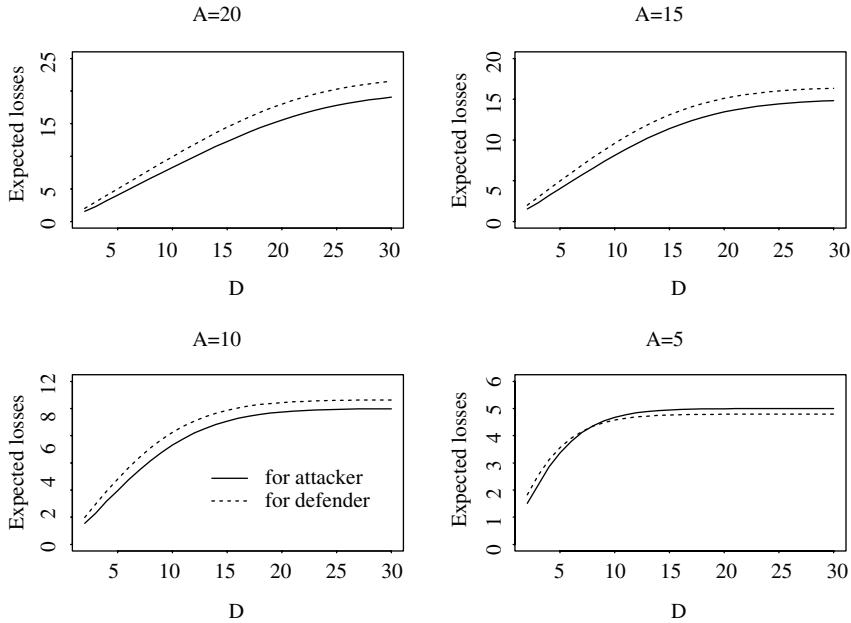 A=20
Expected losses
0 5 15 25
5 10 15 20 25 30
D
A=15
Expected losses
0 5 10 15 20
5 10 15 20 25 30
D
A=10
Expected losses
0 2 4 6 8 12
5 10 15 20 25 30
D
for attacker
for defender
A=5
Expected losses
0 1 2 3 4 5 6
5 10 15 20 25 30
D